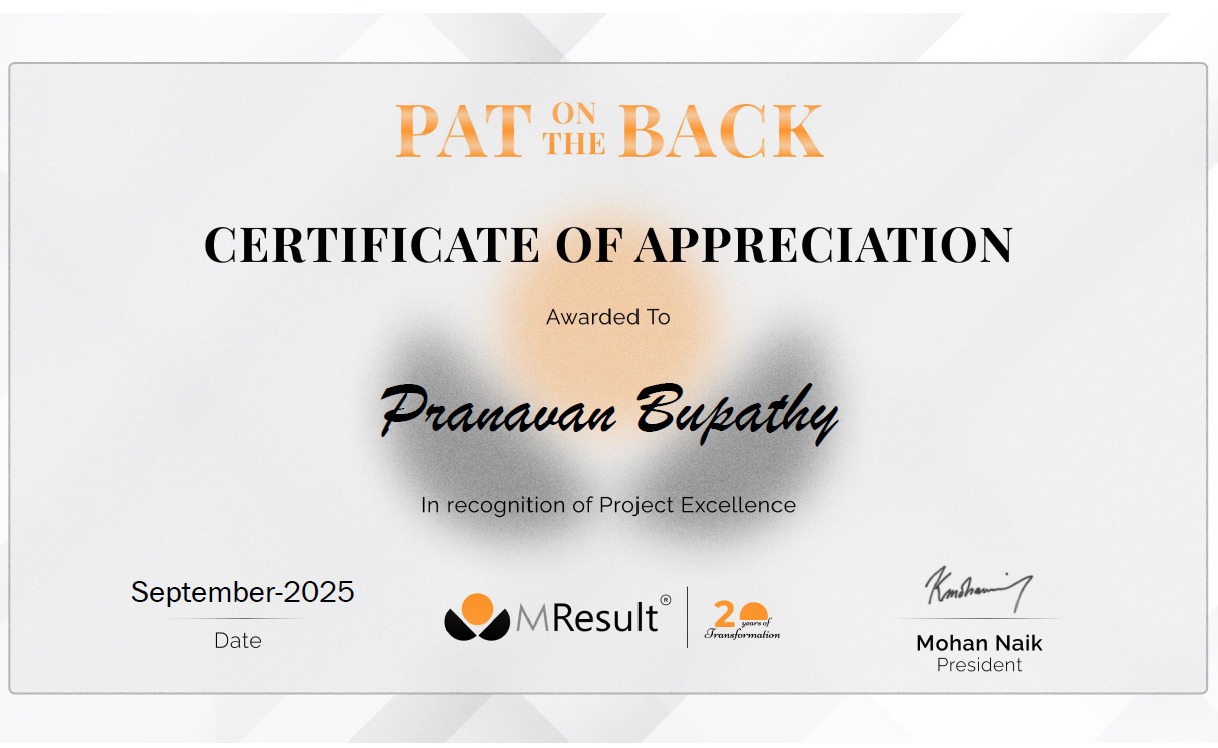 PAT ON THE BACK
CERTIFICATE OF APPRECIATION
Awarded To
Pranavan Bupathy
In recognition of Project Excellence
September-2025
Date
MResult®
20 years of
Transformation
Mohan Naik
President